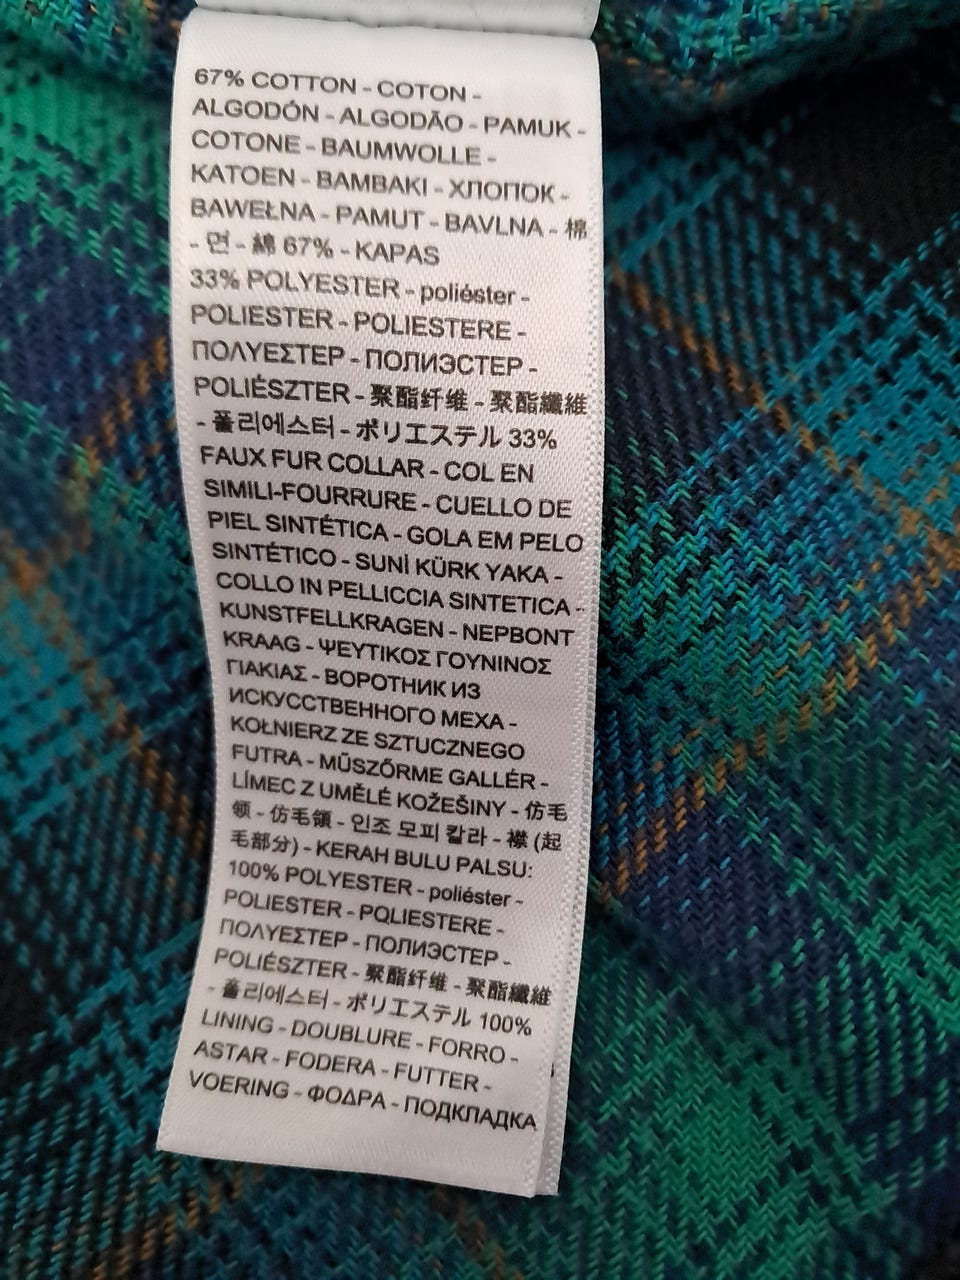 67% COTTON - COTON -
ALGODÓN - ALGODÃO - PAMUK -
COTONE - BAUMWOLLE -
KATOEN - BAMBAKI - ХЛОПОК -
BAWEŁNA - PAMUT - BAVLNA - 棉
- 면 - 綿 67% - KAPAS
33% POLYESTER - poliéster -
POLIESTER - POLIESTERE -
ΠΟΛΥΕΣΤΕΡ - ПОЛИЭСТЕР -
POLIÉSZTER - 聚酯纤维 - 聚酯纖維
- 폴리에스터 - ポリエステル 33%
FAUX FUR COLLAR - COL EN
SIMILI-FOURRURE - CUELLO DE
PIEL SINTÉTICA - GOLA EM PELO
SINTÉTICO - SUNİ KÜRK YAKA -
COLLO IN PELLICCIA SINTETICA -
KUNSTFELLKRAGEN - NEPBONT
KRAAG - ΨΕΥΤΙΚΟΣ ΓΟΥΝΙΝΟΣ
ΓΙΑΚΙΑΣ - ВОРОТНИК ИЗ
ИСКУССТВЕННОГО МЕХА -
KOŁNIERZ ZE SZTUCZNEGO
FUTRA - MŰSZŐRME GALLÉR -
LÍMEC Z UMĚLÉ KOŽEŠINY - 仿毛
领 - 仿毛領 - 인조 모피 칼라 - 襟 (起
毛部分) - KERAH BULU PALSU:
100% POLYESTER - poliéster -
POLIESTER - POLIESTERE -
ΠΟΛΥΕΣΤΕΡ - ПОЛИЭСТЕР -
POLIÉSZTER - 聚酯纤维 - 聚酯纖維
- 폴리에스터 - ポリエステル 100%
LINING - DOUBLURE - FORRO -
ASTAR - FODERA - FUTTER -
VOERING - ΦΟΔΡΑ - ПОДКЛАДКА